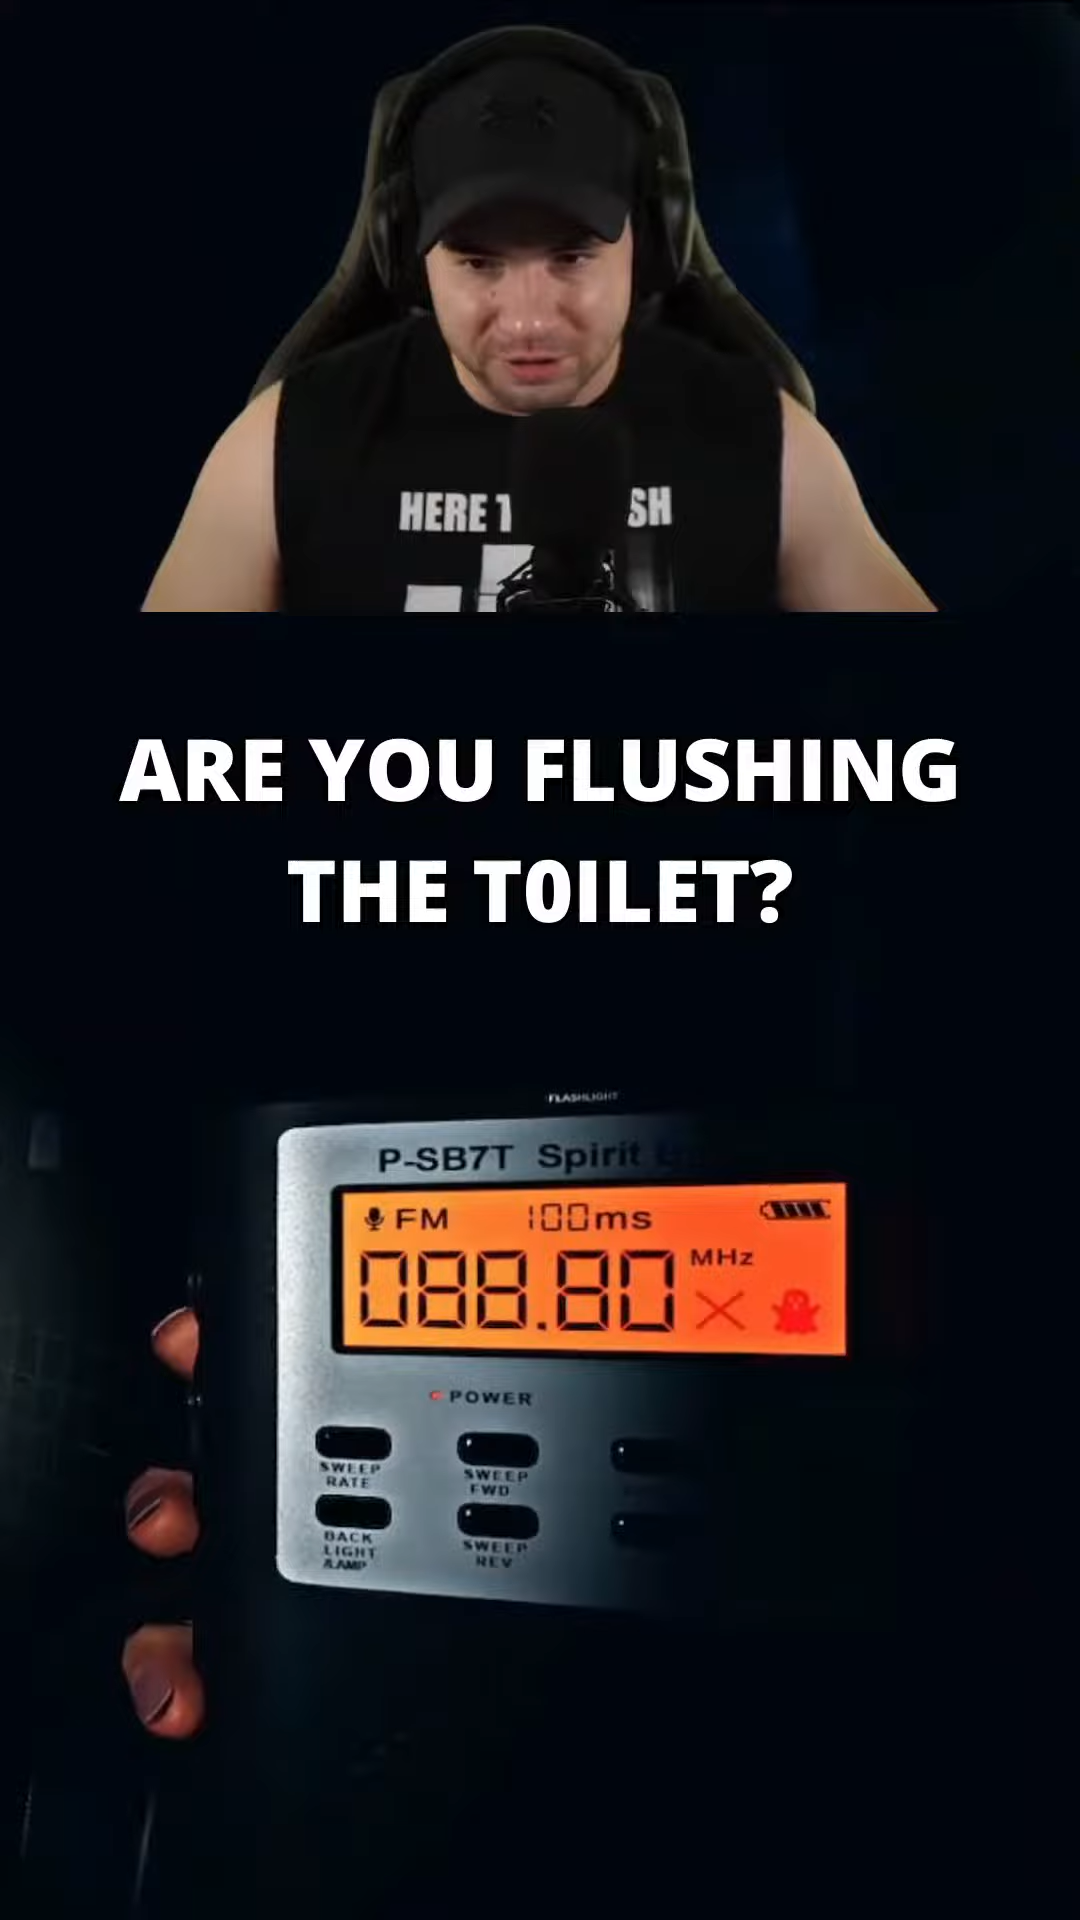 HERE T
SH
ARE YOU FLUSHING
THE T0ILET?
FLASHLIGHT
P-SB7T Spirit
FM 100ms
088.80 MHz
POWER
SWEEP
RATE
SWEEP
FWD
BACK
LIGHT
/LAMP
SWEEP
REV